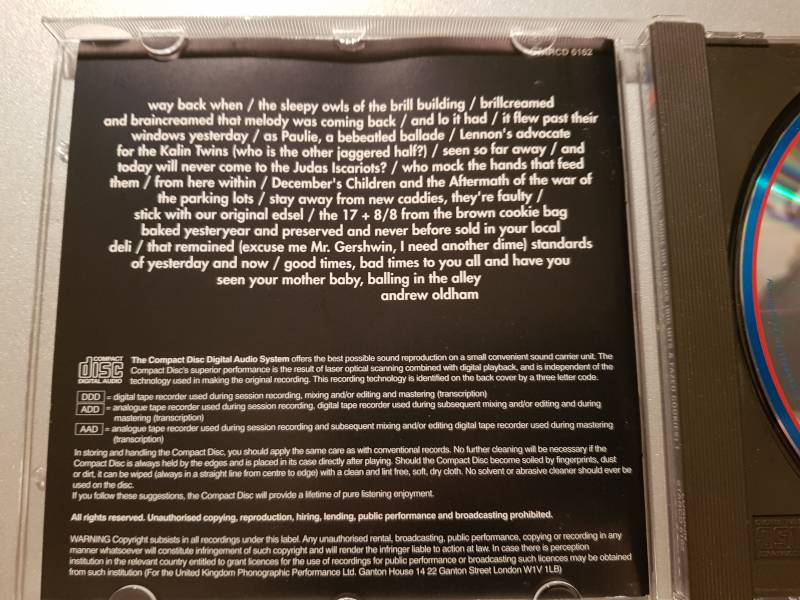 RCD 6162
way back when / the sleepy owls of the brill building / brillcreamed
and braincreamed that melody was coming back / and lo it had / it flew past their
windows yesterday / as Paulie, a bebeatled ballade / Lennon's advocate
for the Kalin Twins (who is the other jaggered half?) / seen so far away / and
today will never come to the Judas Iscariots? / who mock the hands that feed
them / from here within / December's Children and the Aftermath of the war of
the parking lots / stay away from new caddies, they're faulty /
stick with our original edsel / the 17 + 8/8 from the brown cookie bag
baked yesteryear and preserved and never before sold in your local
deli / that remained (excuse me Mr. Gershwin, I need another dime) standards
of yesterday and now / good times, bad times to you all and have you
seen your mother baby, balling in the alley
andrew oldham
COMPACT disc DIGITAL AUDIO
The Compact Disc Digital Audio System offers the best possible sound reproduction on a small convenient sound carrier unit. The
Compact Disc's superior performance is the result of laser optical scanning combined with digital playback, and is independent of the
technology used in making the original recording. This recording technology is identified on the back cover by a three letter code.
DDD = digital tape recorder used during session recording, mixing and/or editing and mastering (transcription)
ADD = analogue tape recorder used during session recording, digital tape recorder used during subsequent mixing and/or editing and during
mastering (transcription)
AAD = analogue tape recorder used during session recording and subsequent mixing and/or editing digital tape recorder used during mastering
(transcription)
In storing and handling the Compact Disc, you should apply the same care as with conventional records. No further cleaning will be necessary if the
Compact Disc is always held by the edges and is placed in its case directly after playing. Should the Compact Disc become soiled by fingerprints, dust
or dirt, it can be wiped (always in a straight line from centre to edge) with a clean and lint free, soft, dry cloth. No solvent or abrasive cleaner should ever be
used on the disc.
If you follow these suggestions, the Compact Disc will provide a lifetime of pure listening enjoyment.
All rights reserved. Unauthorised copying, reproduction, hiring, lending, public performance and broadcasting prohibited.
WARNING Copyright subsists in all recordings under this label. Any unauthorised rental, broadcasting, public performance, copying or recording in any
manner whatsoever will constitute infringement of such copyright and will render the infringer liable to action at law. In case there is perception
institution in the relevant country entitled to grant licences for the use of recordings for public performance or broadcasting such licences may be obtained
from such institution (For the United Kingdom Phonographic Performance Ltd. Ganton House 14 22 Ganton Street London W1V 1LB)